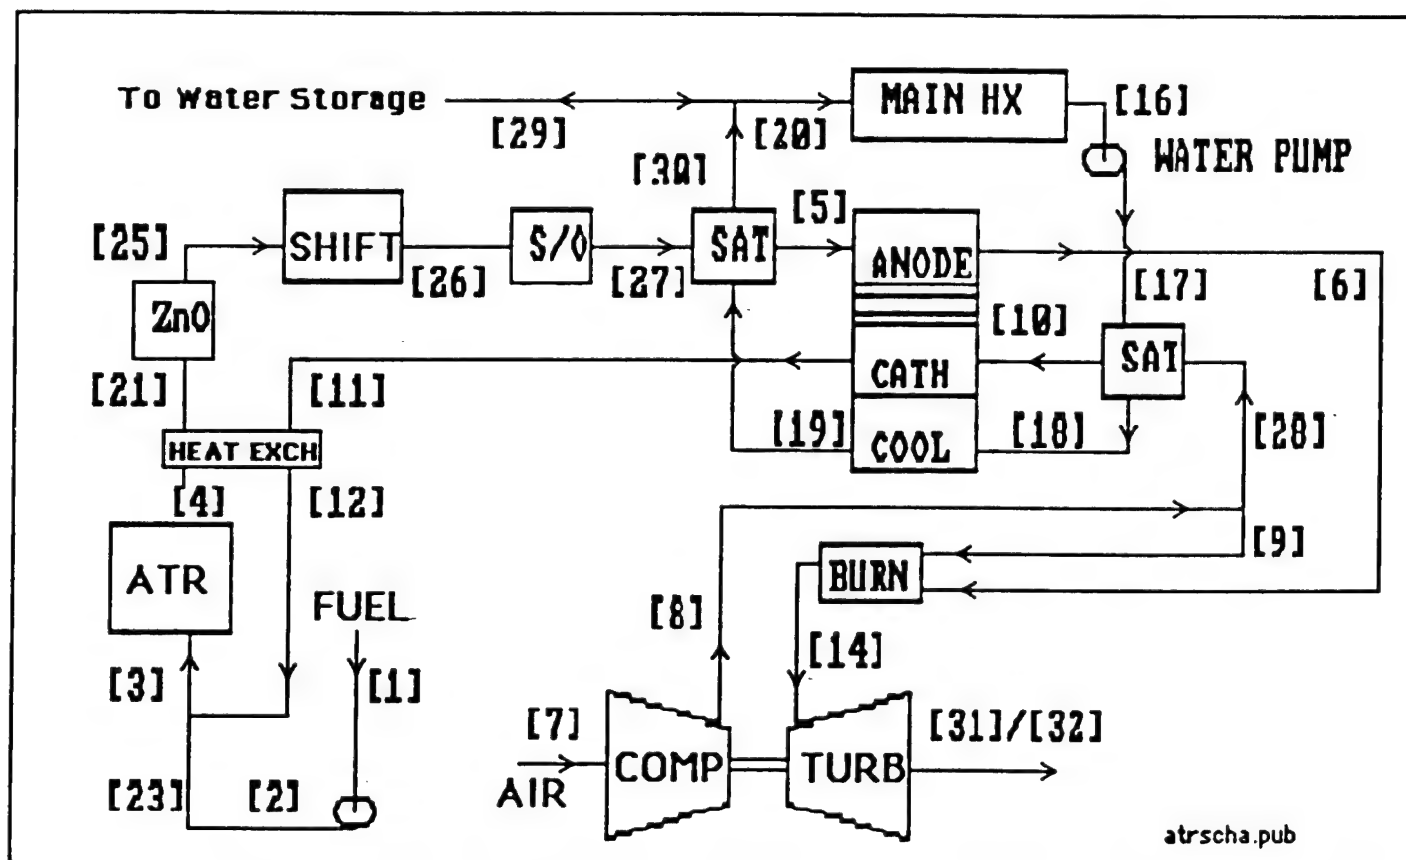 To Water Storage
[29]
[20]
MAIN HX
[16]
WATER PUMP
[30]
[25]
SHIFT
[26]
S/O
[27]
SAT
[5]
ANODE
[17]
[6]
ZnO
[10]
[21]
[11]
CATH
SAT
HEAT EXCH
[19]
COOL
[18]
[28]
[4]
[12]
ATR
FUEL
[9]
BURN
[8]
[3]
[1]
[14]
[7]
AIR
COMP
TURB
[31]/[32]
[23]
[2]
atrscha.pub